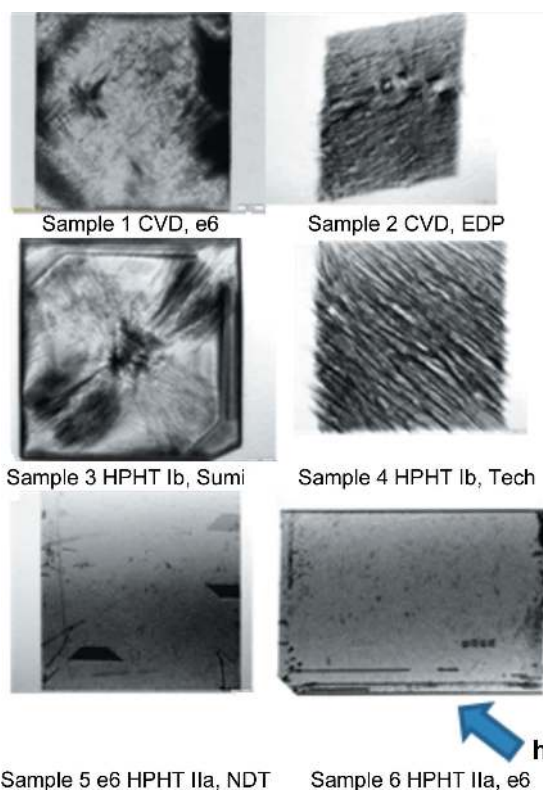 Sample 1 CVD, e6
Sample 2 CVD, EDP
Sample 3 HPHT Ib, Sumi
Sample 4 HPHT Ib, Tech
h
Sample 5 e6 HPHT IIa, NDT
Sample 6 HPHT IIa, e6